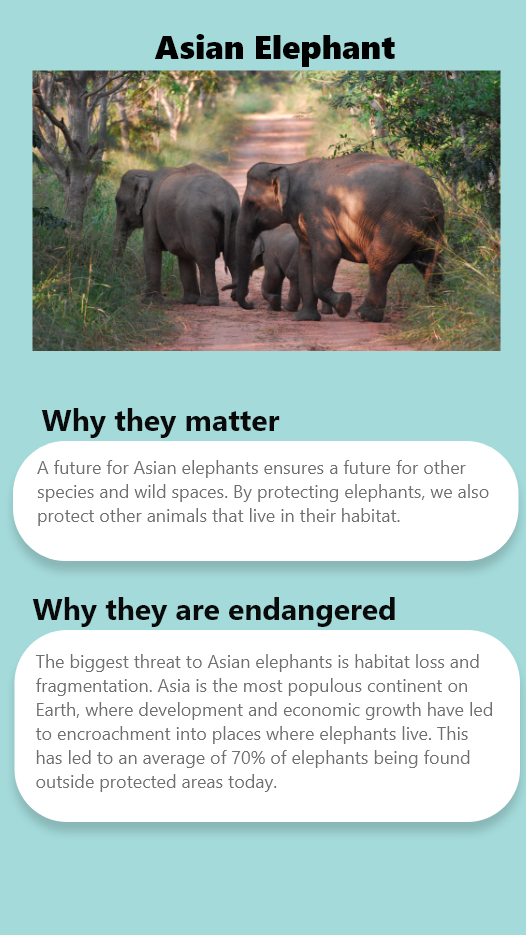 Asian Elephant
Why they matter
A future for Asian elephants ensures a future for other
species and wild spaces. By protecting elephants, we also
protect other animals that live in their habitat.
Why they are endangered
The biggest threat to Asian elephants is habitat loss and
fragmentation. Asia is the most populous continent on
Earth, where development and economic growth have led
to encroachment into places where elephants live. This
has led to an average of 70% of elephants being found
outside protected areas today.